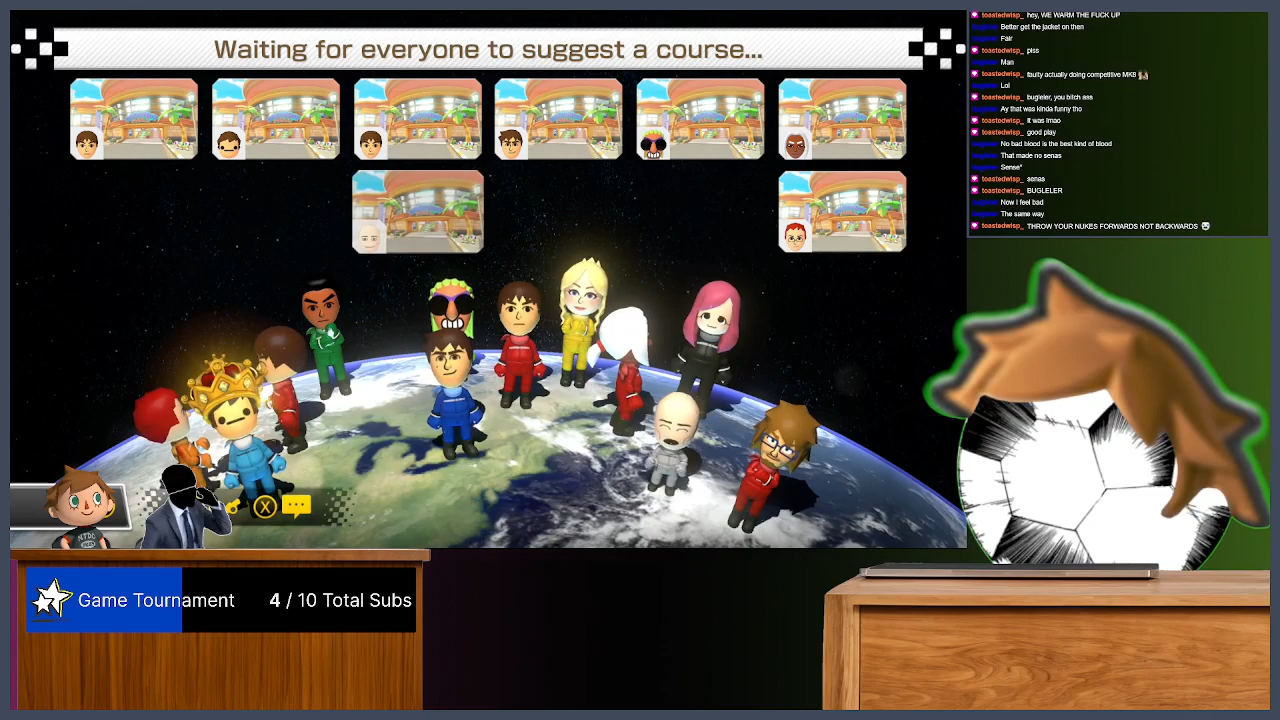 Waiting for everyone to suggest a course...
toastedwisp_ hey, WE WARM THE FUCK UP
Better get the jacket on then
Fair
toastedwisp_ piss
Man
toastedwisp_ faulty actually doing competitive MK8
Lol
toastedwisp_ bugleler, you bitch ass
Ay that was kinda funny tho
toastedwisp_ it was lmao
toastedwisp_ good play
No bad blood is the best kind of blood
That made no senas
Sense*
toastedwisp_ senas
toastedwisp_ BUGLELER
Now I feel bad
The same way
toastedwisp_ THROW YOUR NUKES FORWARDS NOT BACKWARDS
X
NTDC
Game Tournament 4 / 10 Total Subs